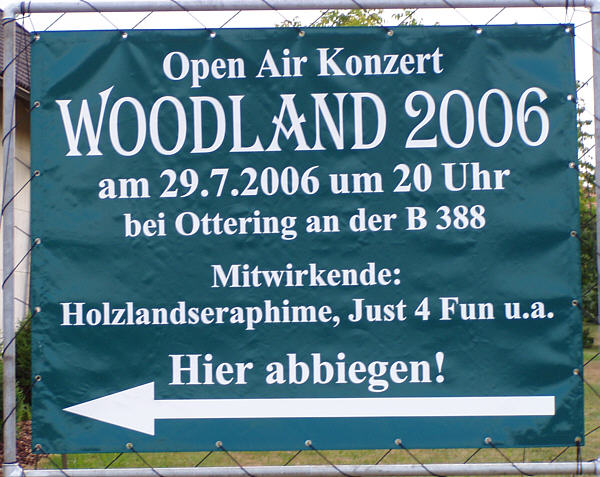 Open Air Konzert
WOODLAND 2006
am 29.7.2006 um 20 Uhr
bei Ottering an der B 388
Mitwirkende:
Holzlandseraphime, Just 4 Fun u.a.
Hier abbiegen!